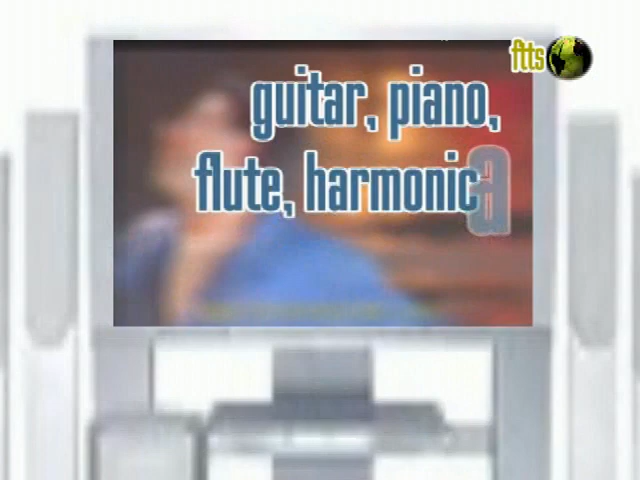 ftts
guitar, piano,
flute, harmonica